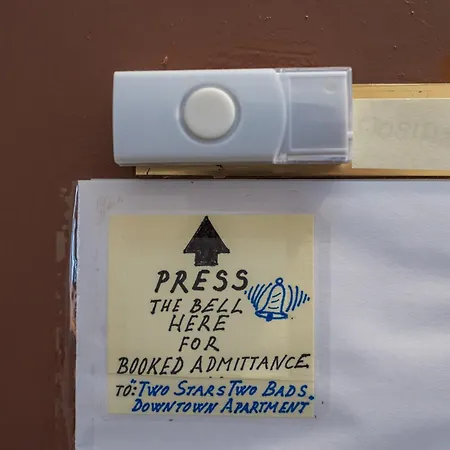 PRESS
THE BELL
HERE
FOR
BOOKED ADMITTANCE
TO: "TWO STARS TWO BADS"
DOWNTOWN APARTMENT"